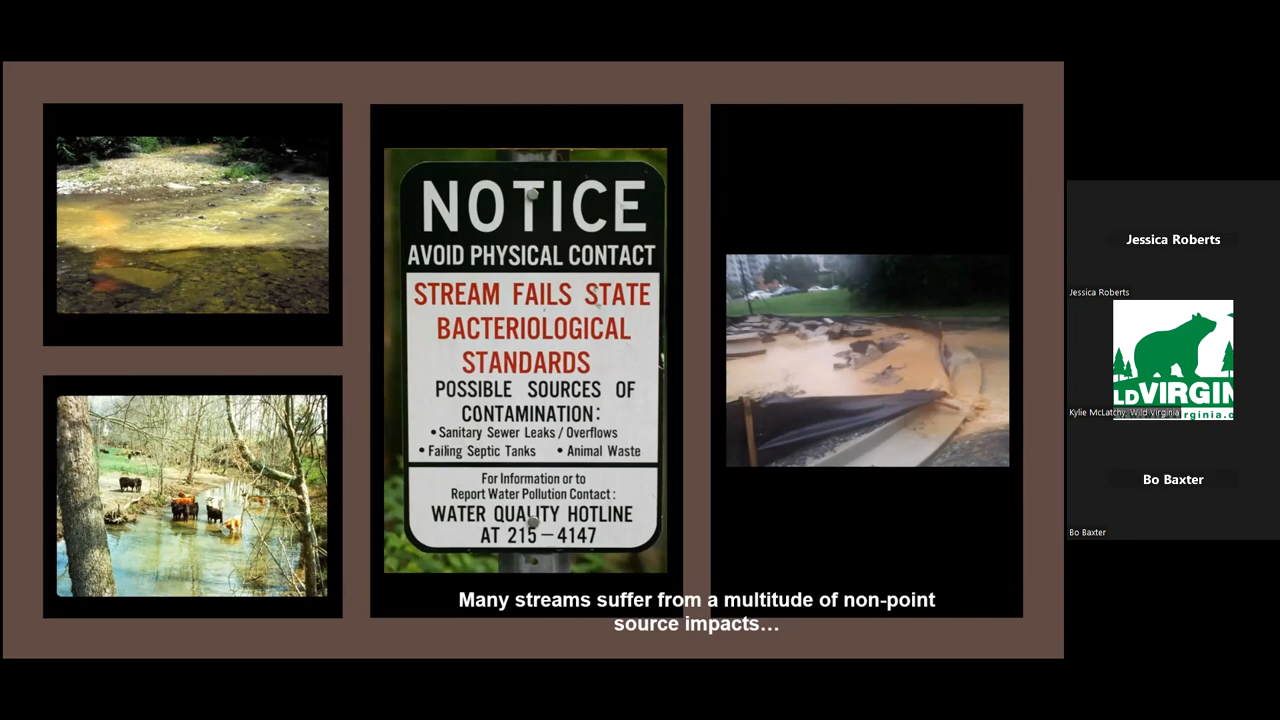 NOTICE
AVOID PHYSICAL CONTACT
STREAM FAILS STATE
BACTERIOLOGICAL
STANDARDS
POSSIBLE SOURCES OF
CONTAMINATION:
• Sanitary Sewer Leaks / Overflows
• Failing Septic Tanks • Animal Waste
For Information or to
Report Water Pollution Contact:
WATER QUALITY HOTLINE
AT 215-4147
Many streams suffer from a multitude of non-point
source impacts…
Jessica Roberts
Jessica Roberts
LDVIRGIN
rginia.o
Kylie McLatchy, Wild Virginia
Bo Baxter
Bo Baxter